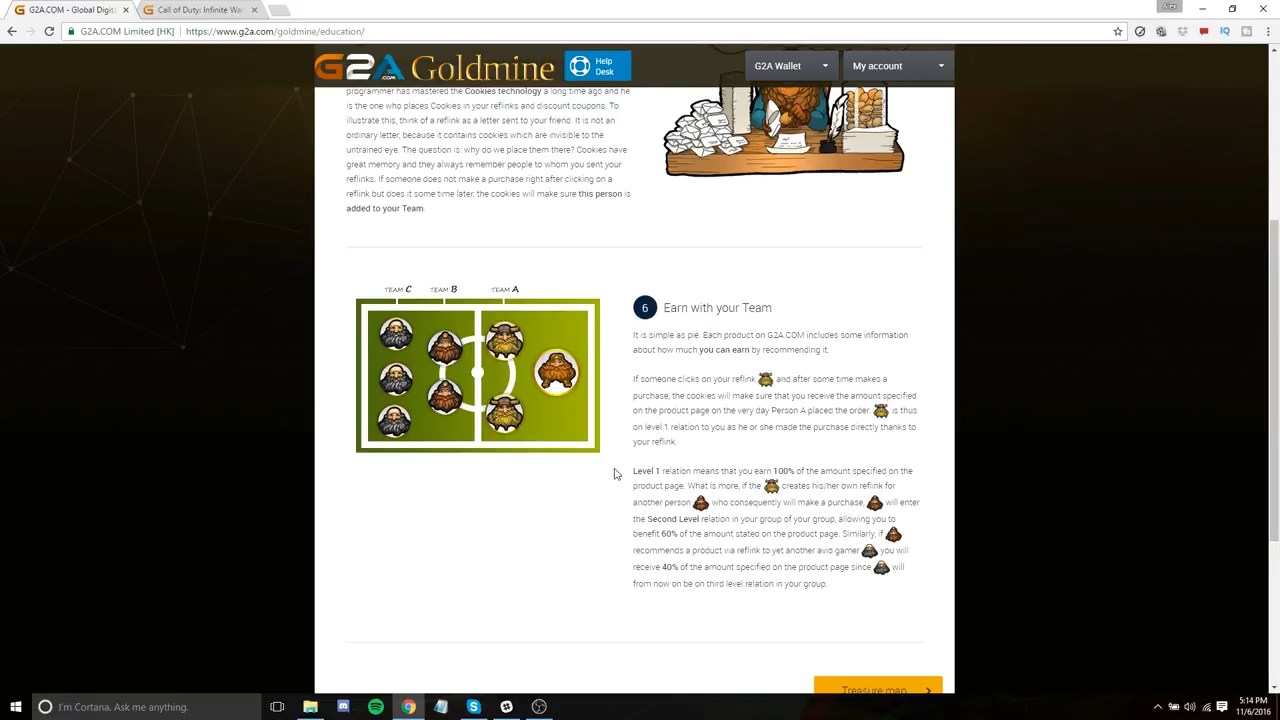 G2A.COM - Global Digit
Call of Duty: Infinite War
Alex
G2A.COM Limited [HK]
https://www.g2a.com/goldmine/education/
G2A.COM Goldmine
Help
Desk
G2A Wallet
My account
programmer has mastered the Cookies technology a long time ago and he
is the one who places Cookies in your reflinks and discount coupons. To
illustrate this, think of a reflink as a letter sent to your friend. It is not an
ordinary letter, because it contains cookies which are invisible to the
untrained eye. The question is: why do we place them there? Cookies have
great memory and they always remember people to whom you sent your
reflinks. If someone does not make a purchase right after clicking on a
reflink but does it some time later, the cookies will make sure this person is
added to your Team.
TEAM C
TEAM B
TEAM A
6 Earn with your Team
It is simple as pie. Each product on G2A.COM includes some information
about how much you can earn by recommending it.
If someone clicks on your reflink and after some time makes a
purchase, the cookies will make sure that you receive the amount specified
on the product page on the very day Person A placed the order. is thus
on level 1 relation to you as he or she made the purchase directly thanks to
your reflink.
Level 1 relation means that you earn 100% of the amount specified on the
product page. What is more, if the creates his/her own reflink for
another person who consequently will make a purchase, will enter
the Second Level relation in your group of your group, allowing you to
benefit 60% of the amount stated on the product page. Similarly, if
recommends a product via reflink to yet another avid gamer you will
receive 40% of the amount specified on the product page since will
from now on be on third level relation in your group.
Treasure map
I'm Cortana. Ask me anything.
5:14 PM
11/6/2016